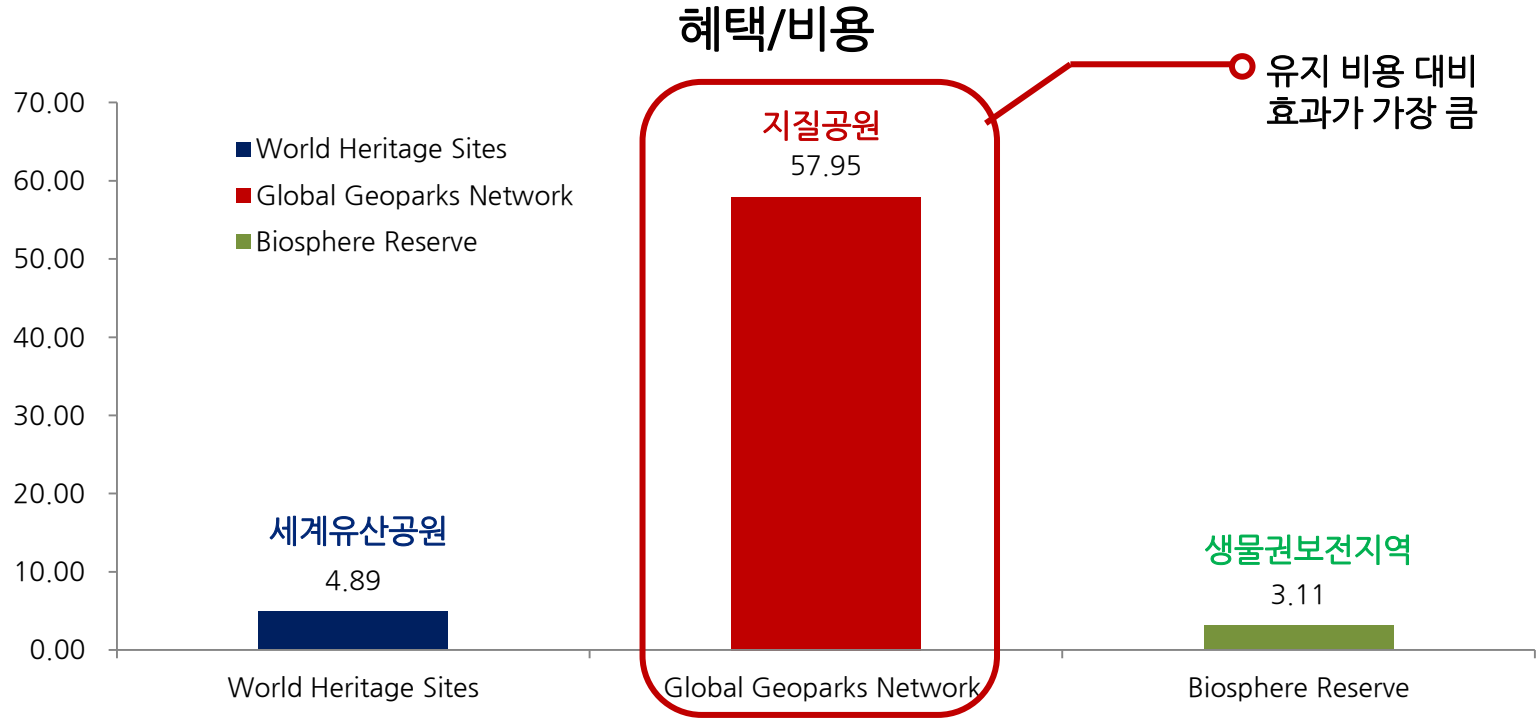 혜택/비용
유지 비용 대비
효과가 가장 큼
70.00
60.00
50.00
40.00
30.00
20.00
10.00
0.00
World Heritage Sites
Global Geoparks Network
Biosphere Reserve
세계유산공원
4.89
지질공원
57.95
생물권보전지역
3.11
World Heritage Sites
Global Geoparks Network
Biosphere Reserve